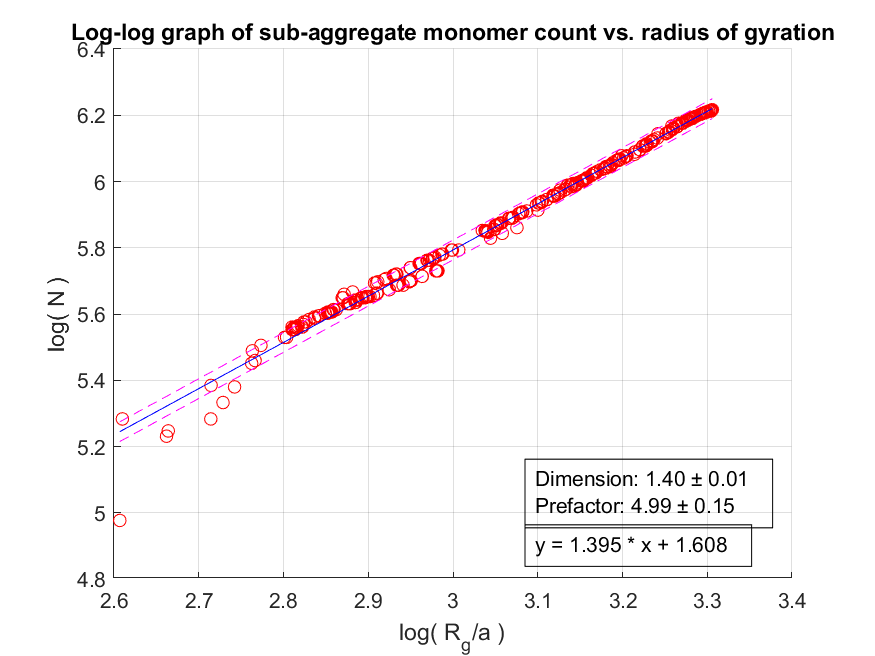 Log-log graph of sub-aggregate monomer count vs. radius of gyration
6.4
6.2
6
5.8
5.6
5.4
5.2
5
4.8
log( N )
Dimension: 1.40 ± 0.01
Prefactor: 4.99 ± 0.15
y = 1.395 * x + 1.608
2.6 2.7 2.8 2.9 3 3.1 3.2 3.3 3.4
log( R_g/a )